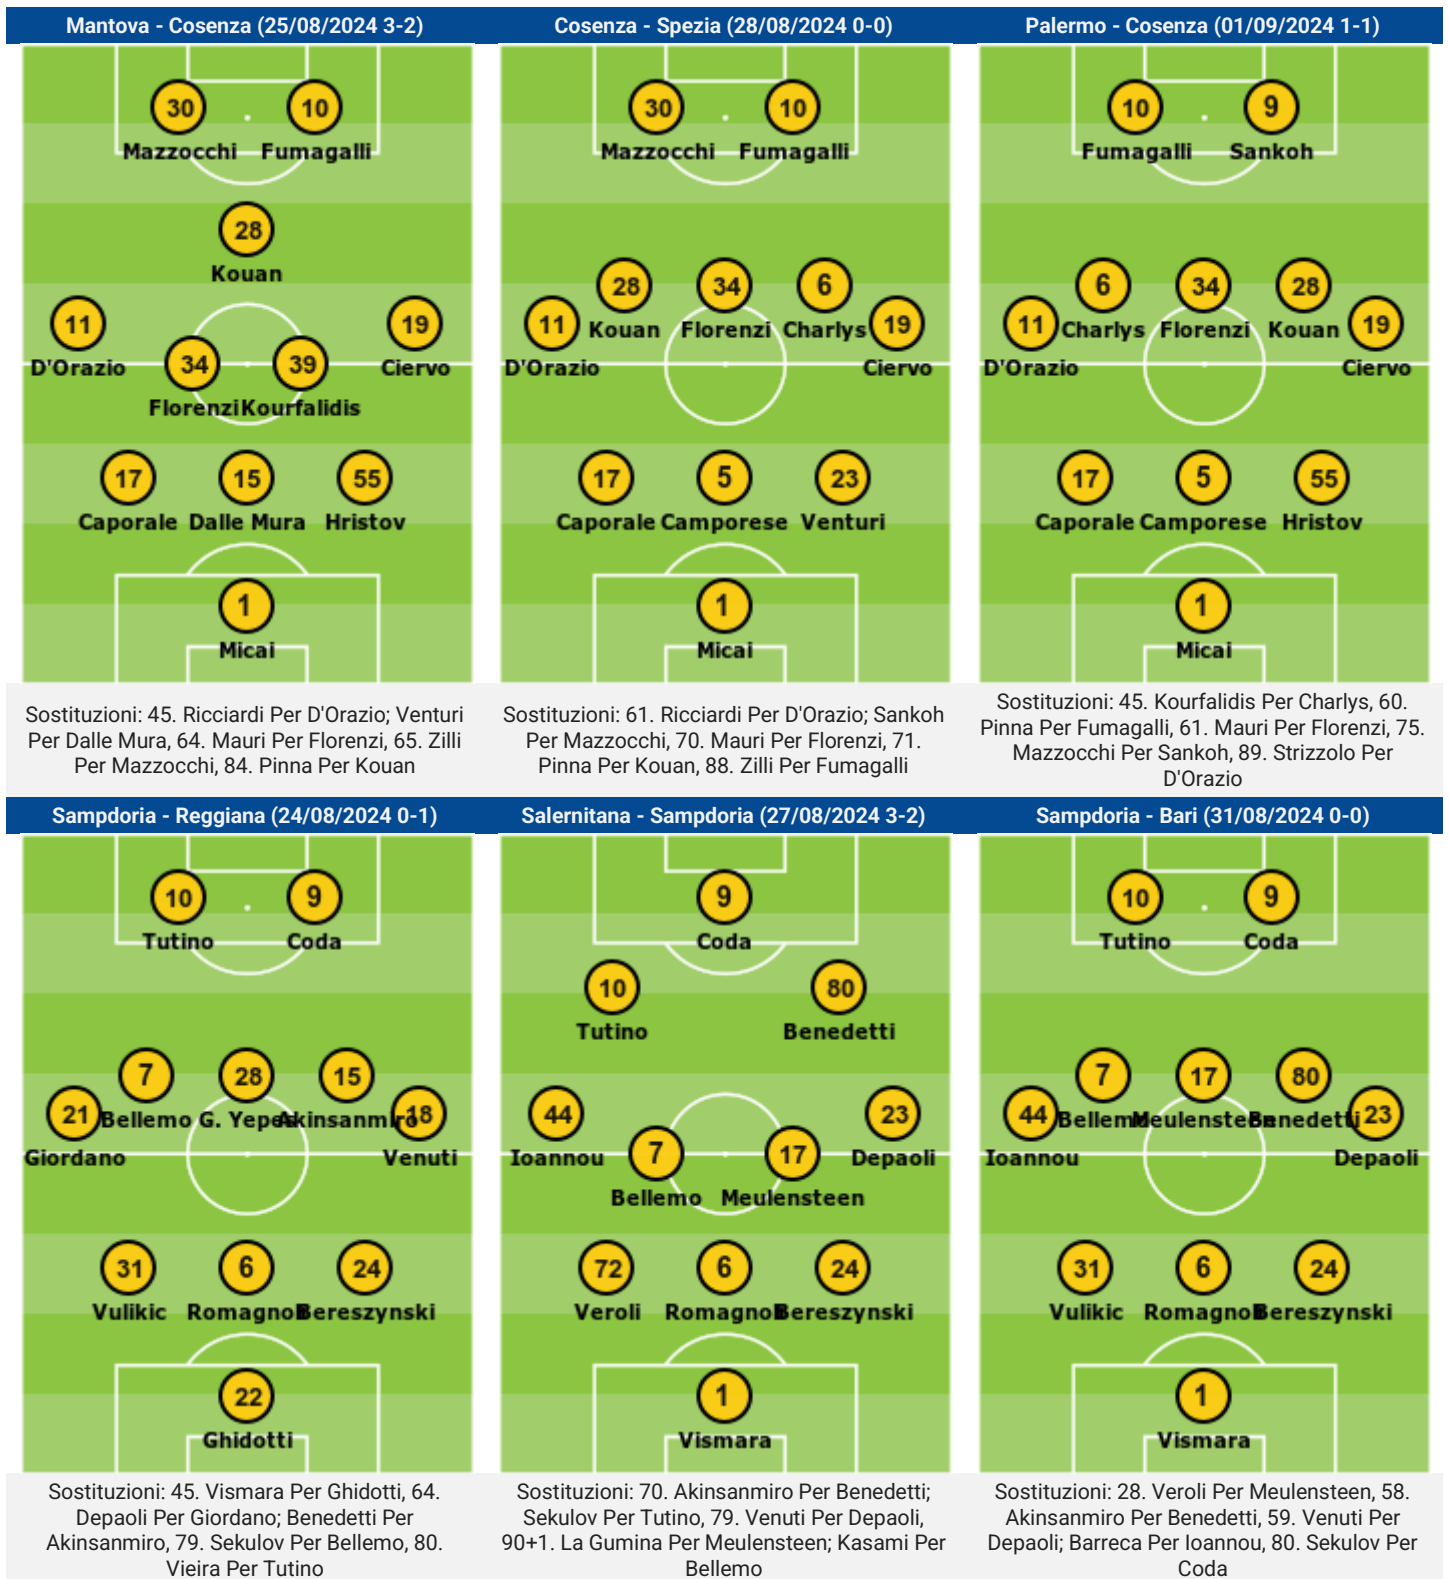 Mantova - Cosenza (25/08/2024 3-2)
30 10
Mazzocchi Fumagalli
28
Kouan
11 19
D'Orazio 34 39 Ciervo
Florenzi Kourfalidis
17 15 55
Caporale Dalle Mura Hristov
1
Micai
Sostituzioni: 45. Ricciardi Per D'Orazio; Venturi
Per Dalle Mura, 64. Mauri Per Florenzi, 65. Zilli
Per Mazzocchi, 84. Pinna Per Kouan
Cosenza - Spezia (28/08/2024 0-0)
30 10
Mazzocchi Fumagalli
28 34 6
11 Kouan Florenzi Charlys 19
D'Orazio Ciervo
17 5 23
Caporale Camporese Venturi
1
Micai
Sostituzioni: 61. Ricciardi Per D'Orazio; Sankoh
Per Mazzocchi, 70. Mauri Per Florenzi, 71.
Pinna Per Kouan, 88. Zilli Per Fumagalli
Palermo - Cosenza (01/09/2024 1-1)
10 9
Fumagalli Sankoh
6 34 28
11 Charlys Florenzi Kouan 19
D'Orazio Ciervo
17 5 55
Caporale Camporese Hristov
1
Micai
Sostituzioni: 45. Kourfalidis Per Charlys, 60.
Pinna Per Fumagalli, 61. Mauri Per Florenzi, 75.
Mazzocchi Per Sankoh, 89. Strizzolo Per
D'Orazio
Sampdoria - Reggiana (24/08/2024 0-1)
10 9
Tutino Coda
7 28 15
21 Bellemo G. Yepes Akinsanmiro 18
Giordano Venuti
31 6 24
Vulikic Romagnoli Bereszynski
22
Ghidotti
Sostituzioni: 45. Vismara Per Ghidotti, 64.
Depaoli Per Giordano; Benedetti Per
Akinsanmiro, 79. Sekulov Per Bellemo, 80.
Vieira Per Tutino
Salernitana - Sampdoria (27/08/2024 3-2)
9
Coda
10 80
Tutino Benedetti
44 23
Ioannou 7 17 Depaoli
Bellemo Meulensteen
72 6 24
Veroli Romagnoli Bereszynski
1
Vismara
Sostituzioni: 70. Akinsanmiro Per Benedetti;
Sekulov Per Tutino, 79. Venuti Per Depaoli,
90+1. La Gumina Per Meulensteen; Kasami Per
Bellemo
Sampdoria - Bari (31/08/2024 0-0)
10 9
Tutino Coda
7 17 80
44 Bellemo Meulensteen Benedetti 23
Ioannou Depaoli
31 6 24
Vulikic Romagnoli Bereszynski
1
Vismara
Sostituzioni: 28. Veroli Per Meulensteen, 58.
Akinsanmiro Per Benedetti, 59. Venuti Per
Depaoli; Barreca Per Ioannou, 80. Sekulov Per
Coda